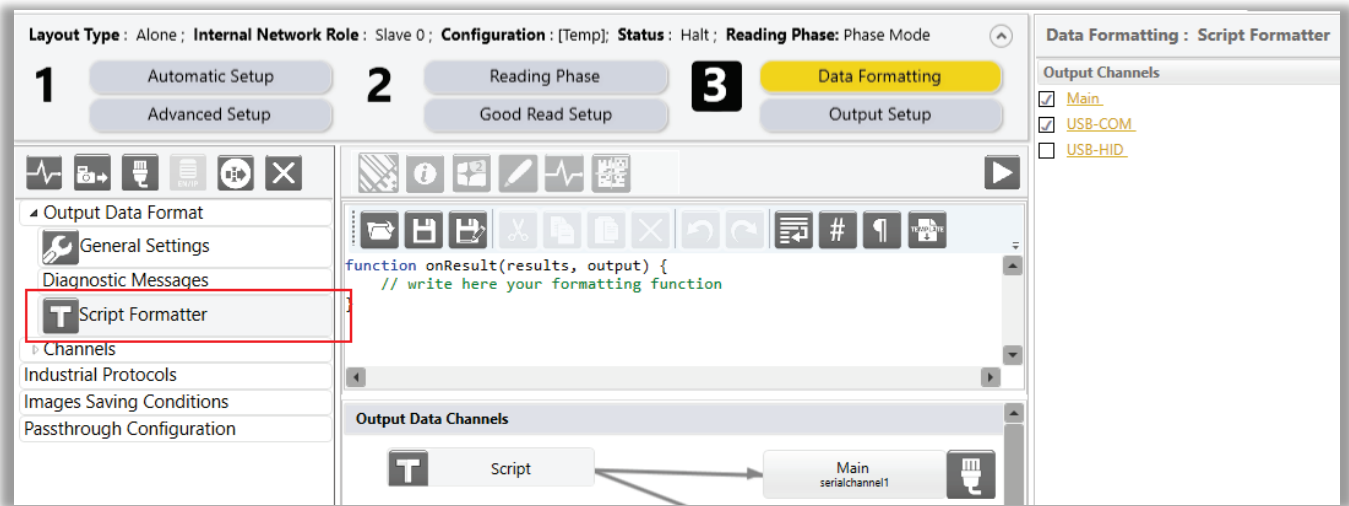 Layout Type : Alone ; Internal Network Role : Slave 0 ; Configuration : [Temp]; Status : Halt ; Reading Phase: Phase Mode
1
Automatic Setup
Advanced Setup
2
Reading Phase
Good Read Setup
3
Data Formatting
Output Setup
Output Data Format
General Settings
Diagnostic Messages
Script Formatter
Channels
Industrial Protocols
Images Saving Conditions
Passthrough Configuration
TEMPLATE
function onResult(results, output) {
// write here your formatting function
}
Output Data Channels
Script
Main
serialchannel1
Data Formatting : Script Formatter
Output Channels
Main
USB-COM
USB-HID